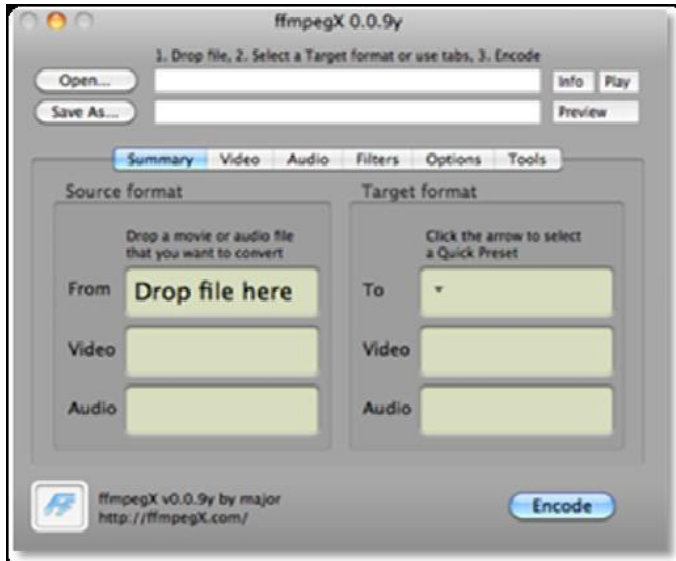 ffmpegX 0.0.9y
1. Drop file, 2. Select a Target format or use tabs, 3. Encode
Open...
Info
Play
Save As...
Preview
Summary
Video
Audio
Filters
Options
Tools
Source format
Drop a movie or audio file
that you want to convert
From
Drop file here
Video
Audio
Target format
Click the arrow to select
a Quick Preset
To
Video
Audio
ffmpegX v0.0.9y by major
http://ffmpegX.com/
Encode